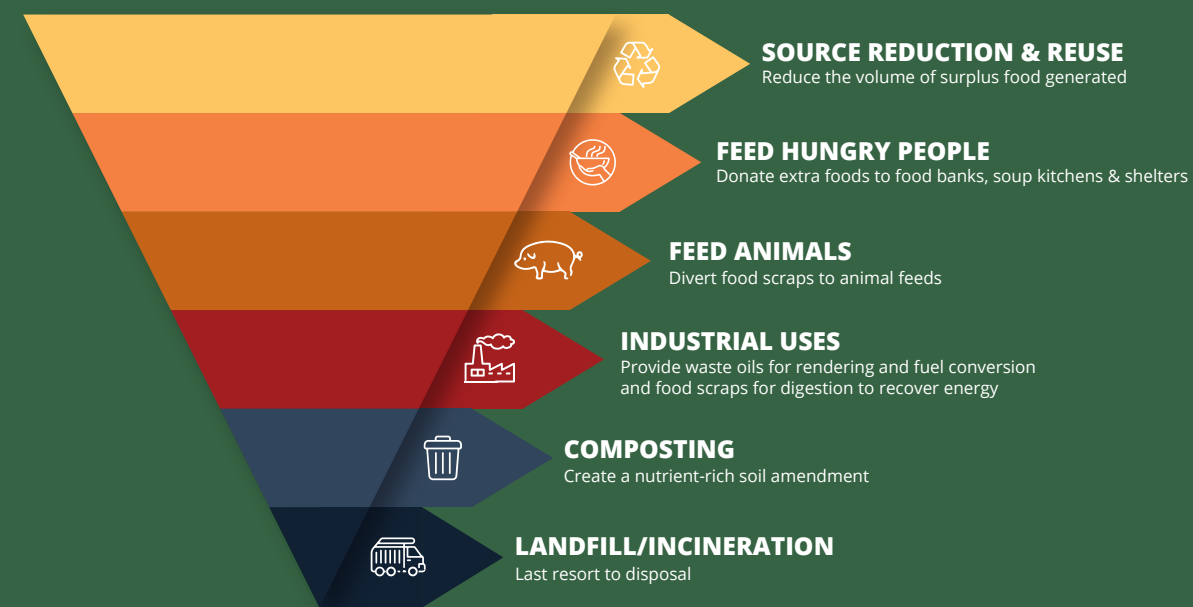 SOURCE REDUCTION & REUSE
Reduce the volume of surplus food generated
FEED HUNGRY PEOPLE
Donate extra foods to food banks, soup kitchens & shelters
FEED ANIMALS
Divert food scraps to animal feeds
INDUSTRIAL USES
Provide waste oils for rendering and fuel conversion
and food scraps for digestion to recover energy
COMPOSTING
Create a nutrient-rich soil amendment
LANDFILL/INCINERATION
Last resort to disposal